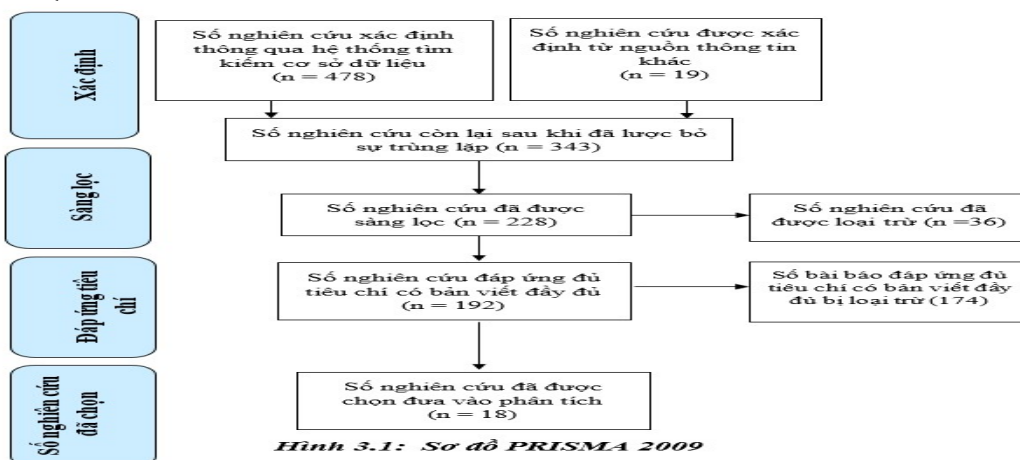 Xác định
Số nghiên cứu xác định
thông qua hệ thống tìm
kiếm cơ sở dữ liệu
(n = 478)
Số nghiên cứu được xác
định từ nguồn thông tin
khác
(n = 19)
Số nghiên cứu còn lại sau khi đã lược bỏ
sự trùng lặp (n = 343)
Sàng lọc
Số nghiên cứu đã được
sàng lọc (n = 228)
Số nghiên cứu đã
được loại trừ (n =36)
Đáp ứng tiêu
chí
Số nghiên cứu đáp ứng đủ
tiêu chí có bản viết đầy đủ
(n = 192)
Số bài báo đáp ứng đủ
tiêu chí có bản viết đầy
đủ bị loại trừ (174)
Số nghiên cứu
đã chọn
Số nghiên cứu đã được
chọn đưa vào phân tích
(n = 18)
Hình 3.1: Sơ đồ PRISMA 2009